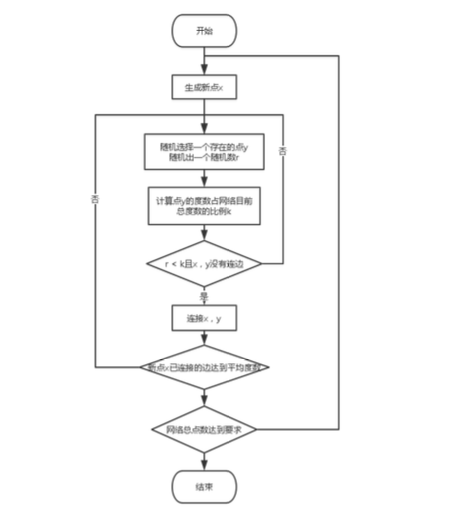 开始
生成新点x
随机选择一个存在的点y
随机出一个随机数r
否
计算点y的度数占网络目前
总度数的比例k
否
r < k且x，y没有连边
是
连接x，y
新点x已连接的边达到平均度数
网络总点数达到要求
结束